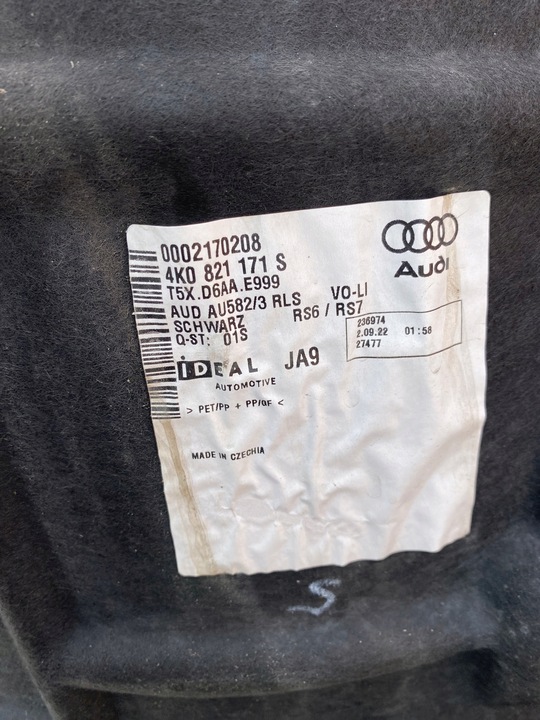 0002170208
4K0 821 171 S
T5X.D6AA.E999
AUD AU582/3 RLS VO-LI
SCHWARZ RS6 / RS7
Q-ST: 01S
IDEAL JA9
AUTOMOTIVE
> PET/PP + PP/GF <
MADE IN CZECHIA
Audi
236974
2.09.22 01:58
27477
S